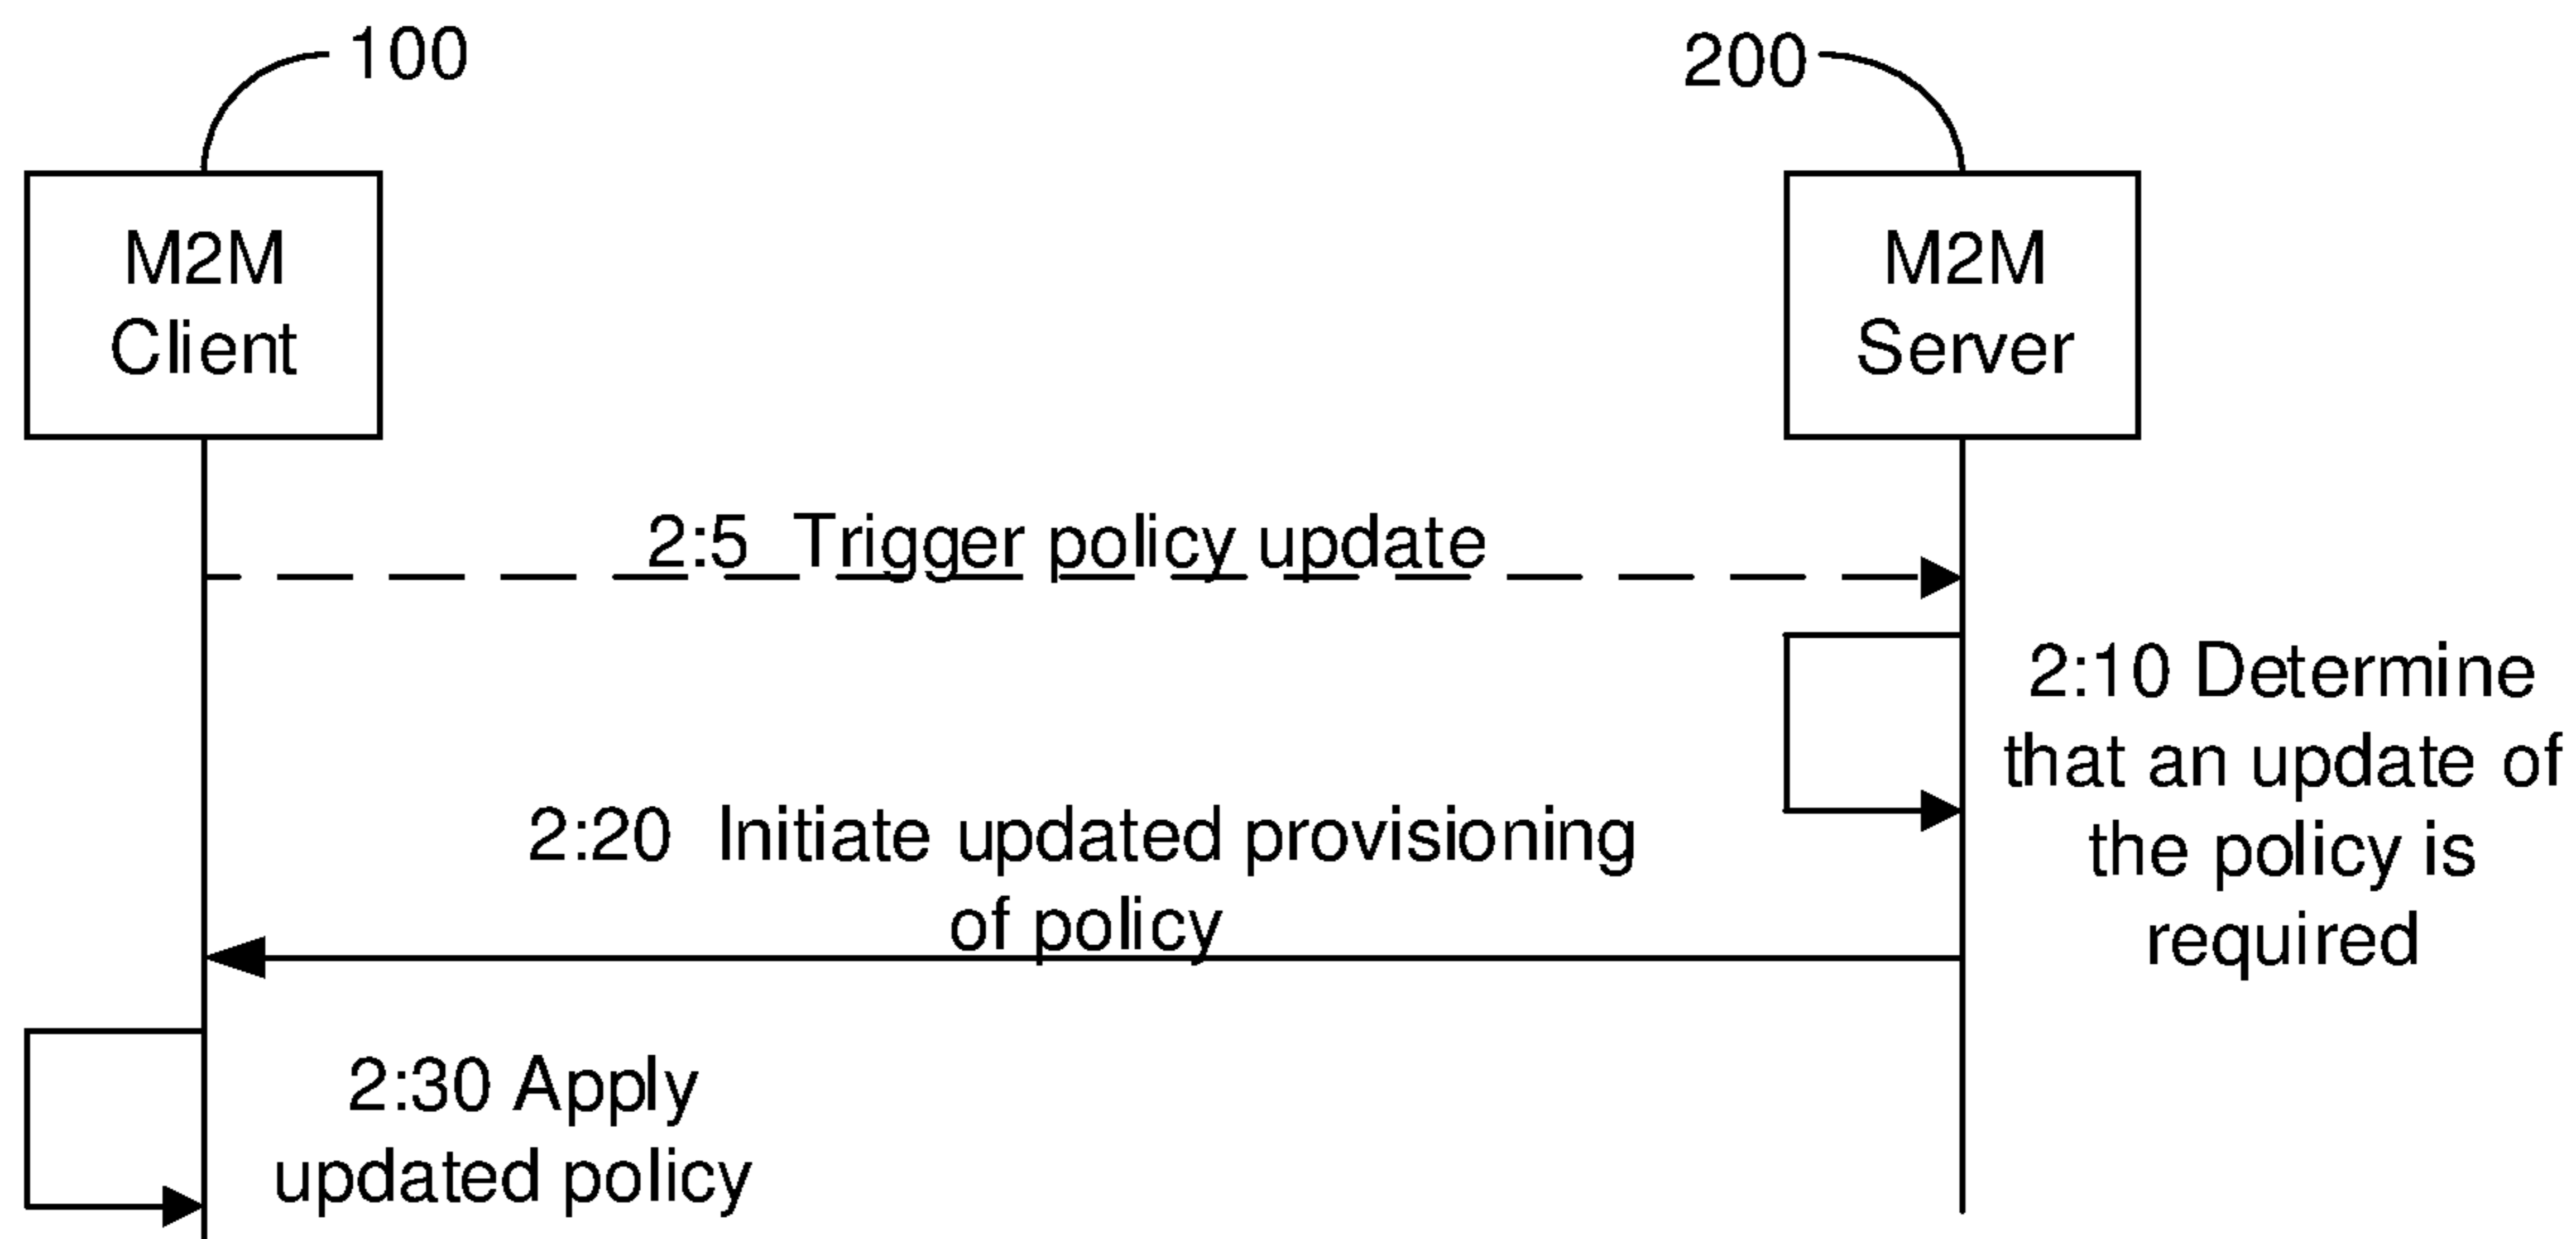 100
200
M2M
Client
M2M
Server
2:5 Trigger policy update
2:10 Determine
that an update of
the policy is
required
2:20 Initiate updated provisioning
of policy
2:30 Apply
updated policy